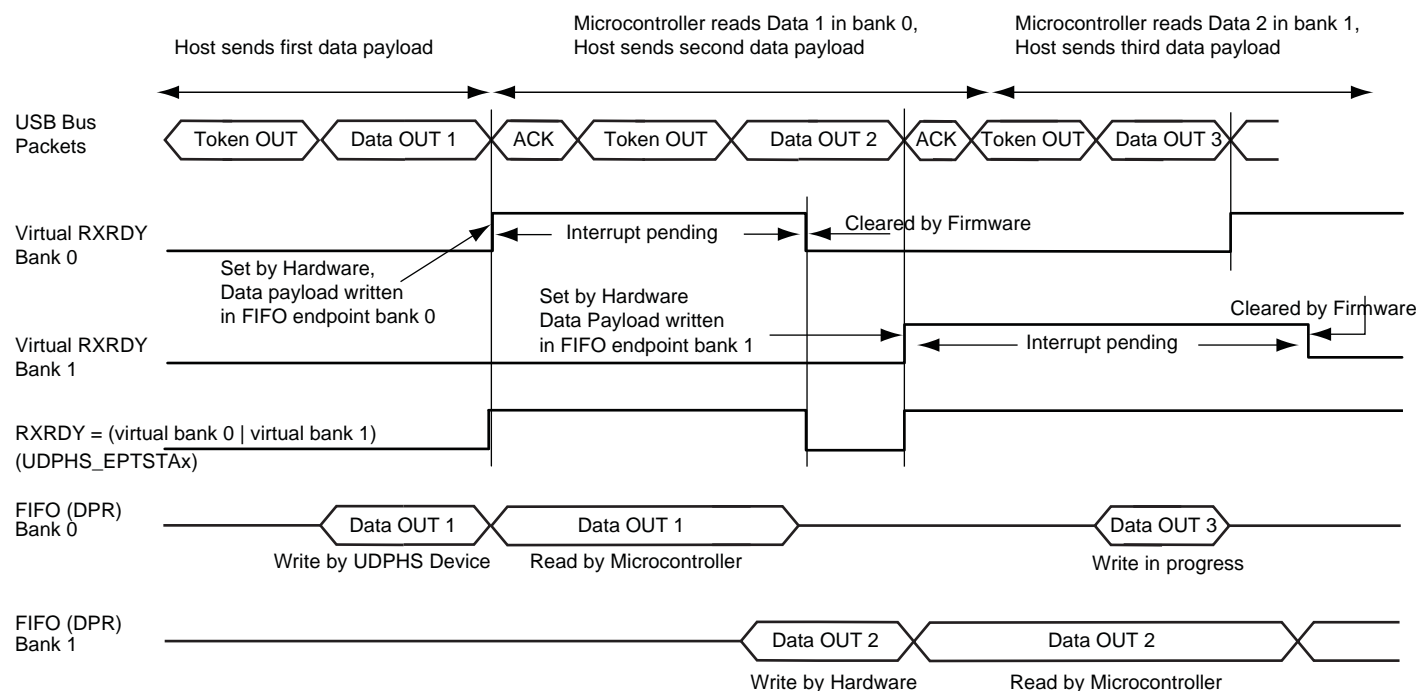 Host sends first data payload
Microcontroller reads Data 1 in bank 0,
Host sends second data payload
Microcontroller reads Data 2 in bank 1,
Host sends third data payload
USB Bus
Packets
Token OUT
Data OUT 1
ACK
Token OUT
Data OUT 2
ACK
Token OUT
Data OUT 3
Virtual RXRDY
Bank 0
Interrupt pending
Cleared by Firmware
Set by Hardware,
Data payload written
in FIFO endpoint bank 0
Set by Hardware
Data Payload written
in FIFO endpoint bank 1
Cleared by Firmware
Virtual RXRDY
Bank 1
Interrupt pending
RXRDY = (virtual bank 0 | virtual bank 1)
(UDPHS_EPTSTAx)
FIFO (DPR)
Bank 0
Data OUT 1
Data OUT 1
Data OUT 3
Write by UDPHS Device
Read by Microcontroller
Write in progress
FIFO (DPR)
Bank 1
Data OUT 2
Data OUT 2
Write by Hardware
Read by Microcontroller